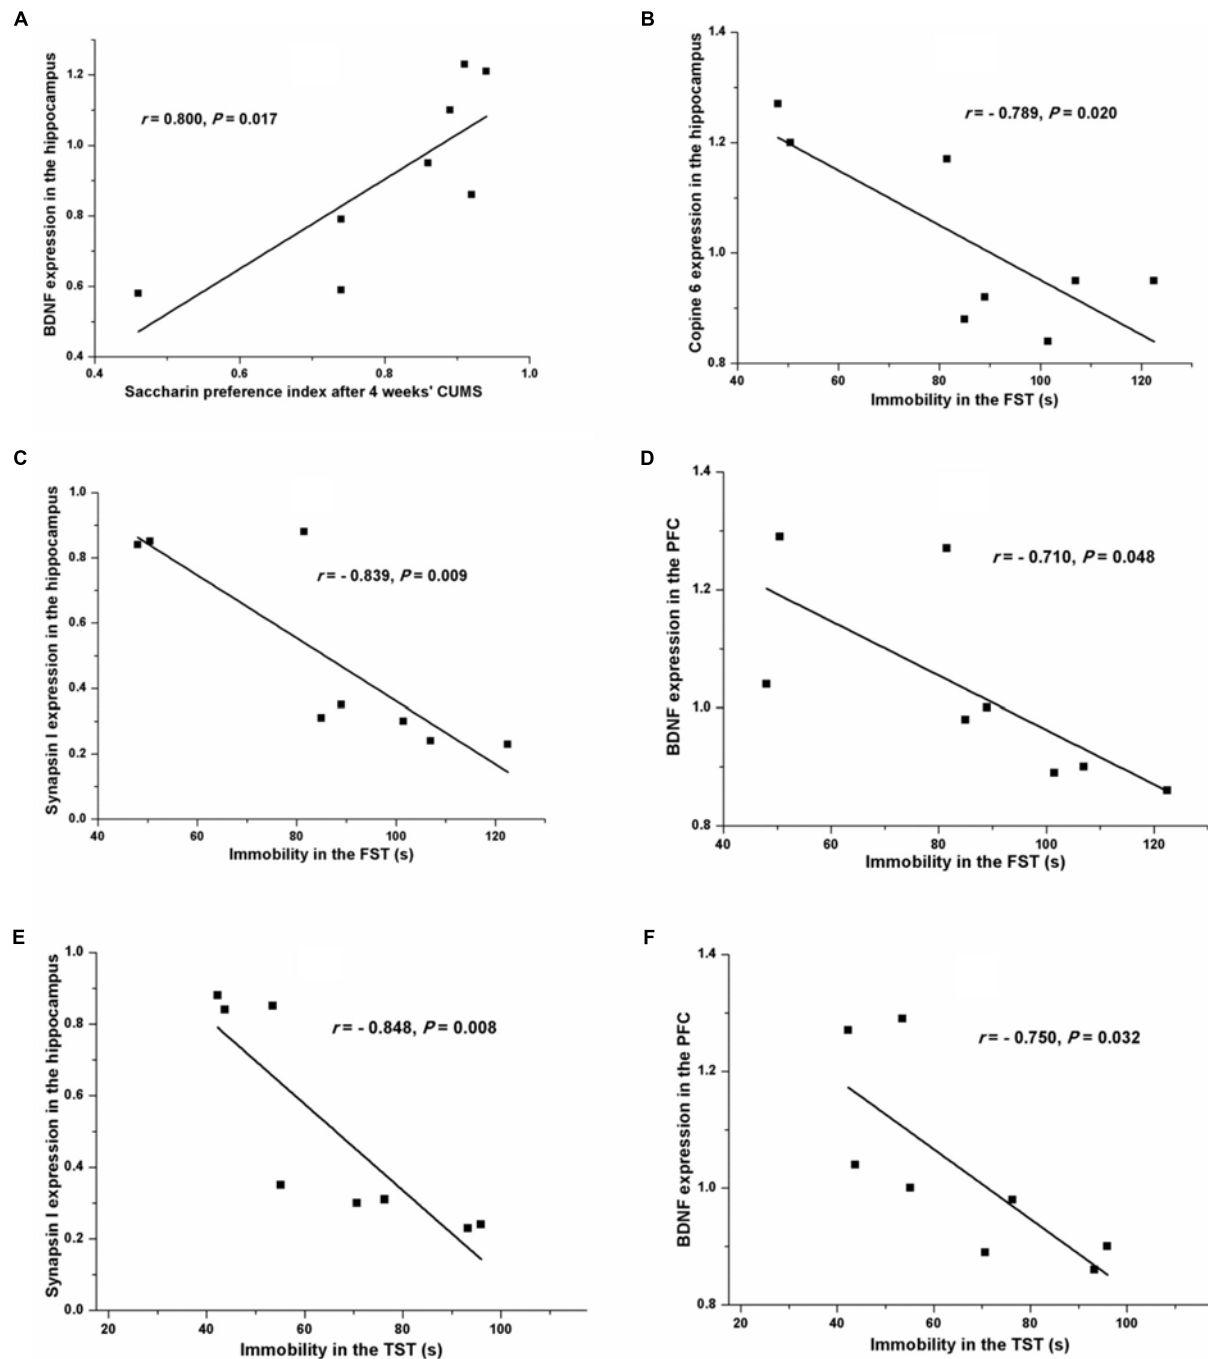 A
BDNF expression in the hippocampus
1.2
1.0
0.8
0.6
0.4
r = 0.800, P = 0.017
0.4
0.6
0.8
1.0
Saccharin preference index after 4 weeks' CUMS
B
Copine 6 expression in the hippocampus
1.4
1.2
1.0
0.8
r = - 0.789, P = 0.020
40
60
80
100
120
Immobility in the FST (s)
C
Synapsin I expression in the hippocampus
1.0
0.8
0.6
0.4
0.2
0.0
r = - 0.839, P = 0.009
40
60
80
100
120
Immobility in the FST (s)
D
BDNF expression in the PFC
1.4
1.2
1.0
0.8
r = - 0.710, P = 0.048
40
60
80
100
120
Immobility in the FST (s)
E
Synapsin I expression in the hippocampus
1.0
0.8
0.6
0.4
0.2
0.0
r = - 0.848, P = 0.008
20
40
60
80
100
Immobility in the TST (s)
F
BDNF expression in the PFC
1.4
1.2
1.0
0.8
r = - 0.750, P = 0.032
20
40
60
80
100
Immobility in the TST (s)